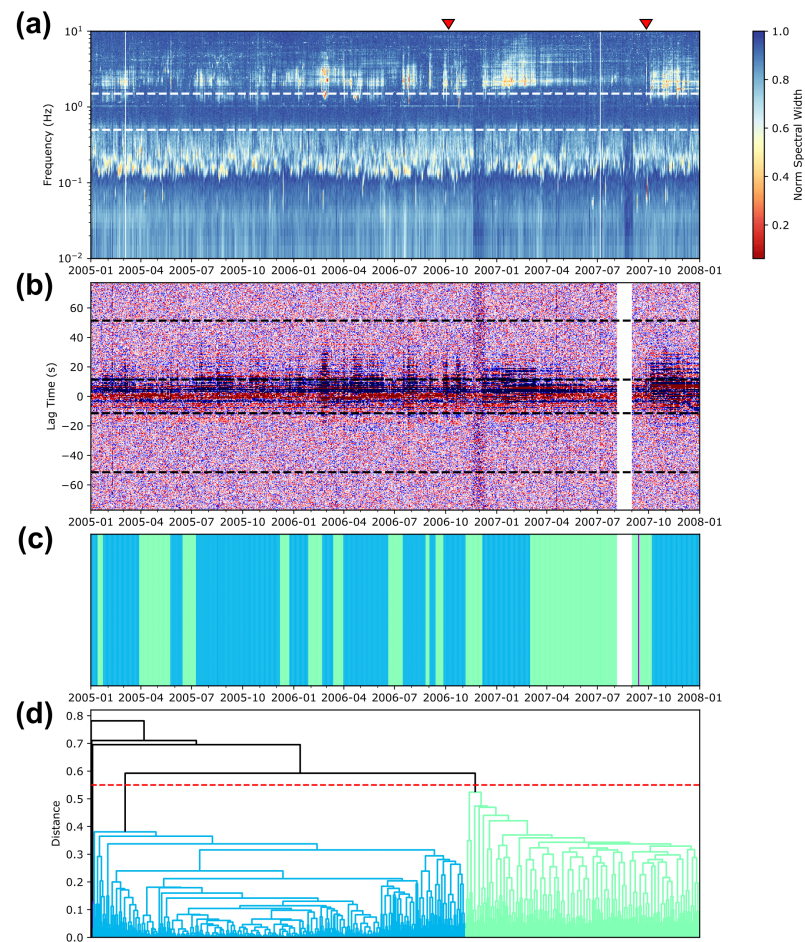 (a)
10¹
10⁰
10⁻¹
10⁻²
Frequency (Hz)
2005-01 2005-04 2005-07 2005-10 2006-01 2006-04 2006-07 2006-10 2007-01 2007-04 2007-07 2007-10 2008-01
1.0
0.8
0.6
0.4
0.2
Norm Spectral Width
(b)
60
40
20
0
−20
−40
−60
Lag Time (s)
2005-01 2005-04 2005-07 2005-10 2006-01 2006-04 2006-07 2006-10 2007-01 2007-04 2007-07 2007-10 2008-01
(c)
2005-01 2005-04 2005-07 2005-10 2006-01 2006-04 2006-07 2006-10 2007-01 2007-04 2007-07 2007-10 2008-01
(d)
0.8
0.7
0.6
0.5
0.4
0.3
0.2
0.1
0.0
Distance